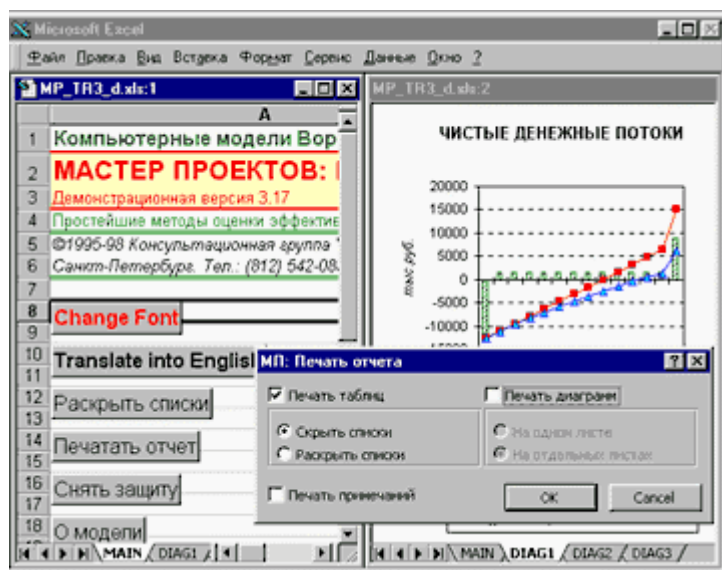 Microsoft Excel
Файл Правка Вид Вставка Формат Сервис Данные Окно ?
MP_TR3_d.xls:1
A
1 Компьютерные модели Вор
2 МАСТЕР ПРОЕКТОВ:
3 Демонстрационная версия 3.17
4 Простейшие методы оценки эффектив
5 ©1995-98 Консультационная группа "
6 Санкт-Петербург. Тел.: (812) 542-08
7
8 Change Font
9
10 Translate into English
11
12 Раскрыть списки
13
14 Печатать отчет
15
16 Снять защиту
17
18 О модели
MAIN DIAG1
MP_TR3_d.xls:2
ЧИСТЫЕ ДЕНЕЖНЫЕ ПОТОКИ
тыс руб.
20000
15000
10000
5000
0
-5000
-10000
МП: Печать отчета
Печать таблиц
Скрыть списки
Раскрыть списки
Печать примечаний
Печать диаграмм
На одном листе
На отдельных листах
OK Cancel
MAIN DIAG1 DIAG2 DIAG3